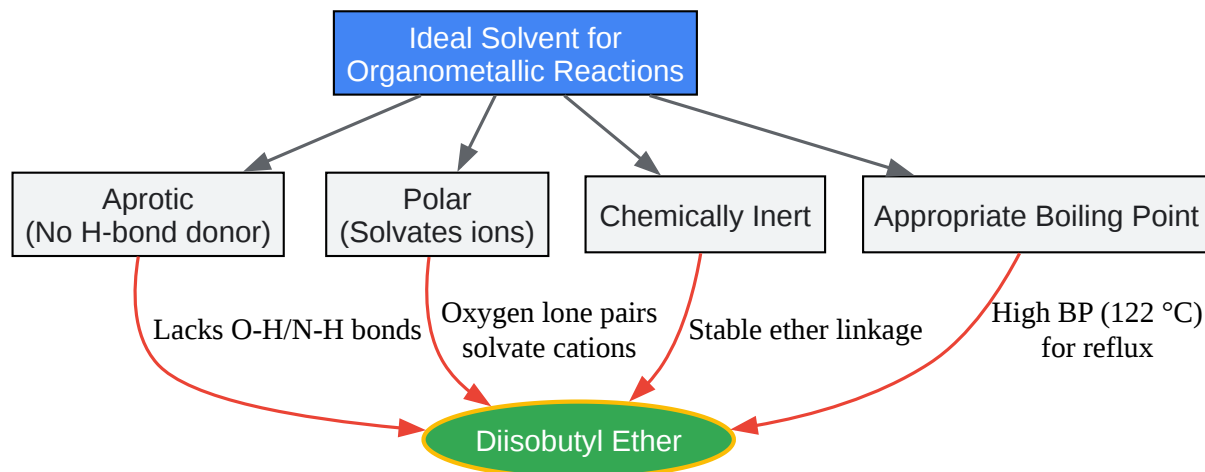 Ideal Solvent for
Organometallic Reactions
Aprotic
(No H-bond donor)
Polar
(Solvates ions)
Chemically Inert
Appropriate Boiling Point
Lacks O-H/N-H bonds
Oxygen lone pairs
solvate cations
Stable ether linkage
High BP (122 °C)
for reflux
Diisobutyl Ether